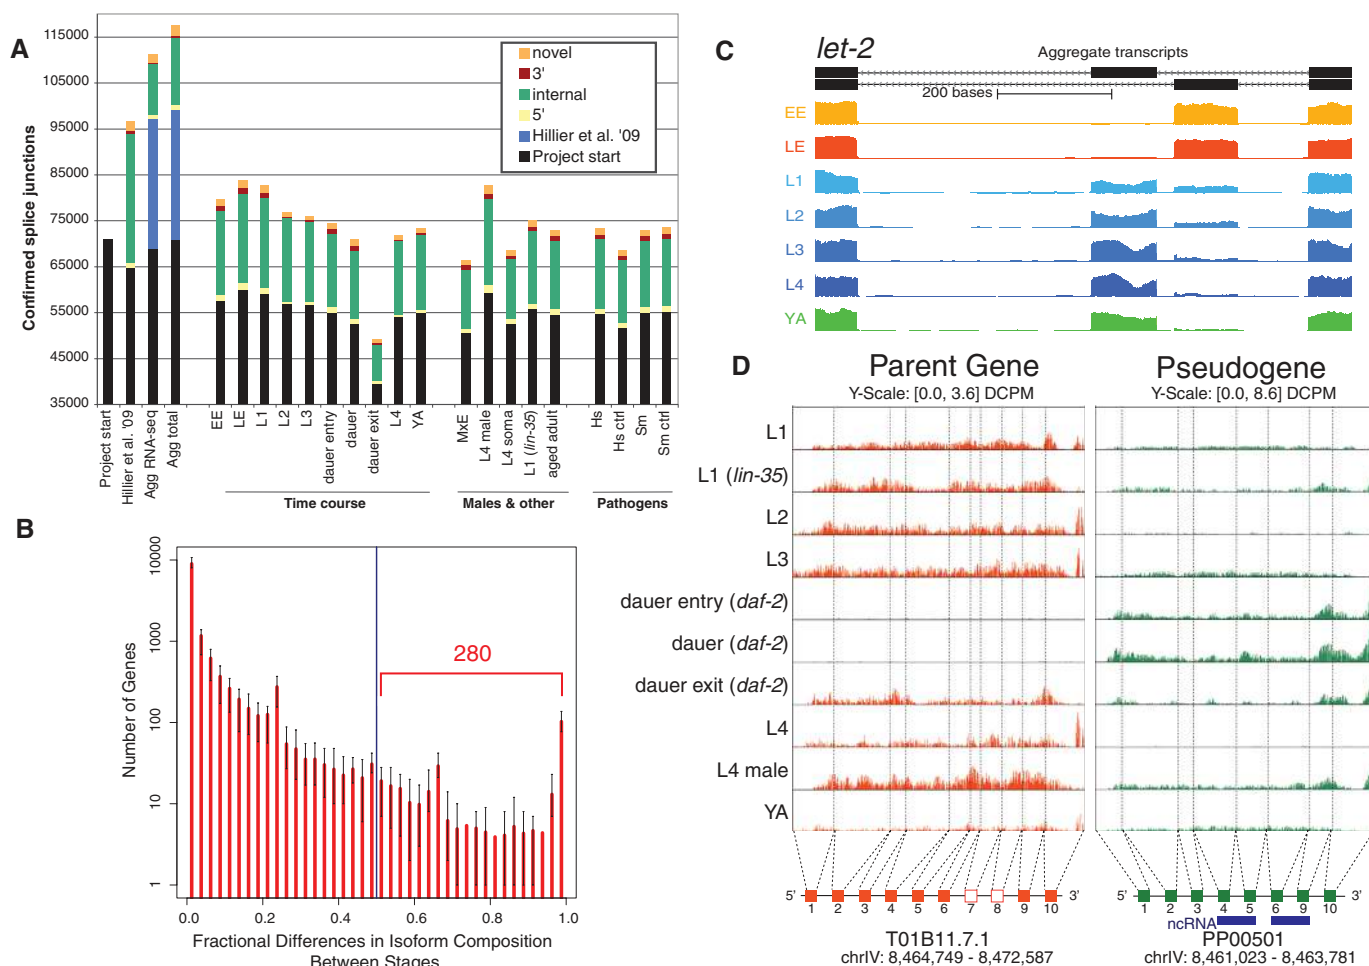 A
Confirmed splice junctions
115000
105000
95000
85000
75000
65000
55000
45000
35000
novel
3'
internal
5'
Hillier et al. '09
Project start
Project start
Hillier et al. '09
Agg RNA-seq
Agg total
EE
LE
L1
L2
L3
dauer entry
dauer
dauer exit
L4
YA
MxE
L4 male
L4 soma
L1 (lin-35)
aged adult
Hs
Hs ctrl
Sm
Sm ctrl
Time course
Males & other
Pathogens
B
Number of Genes
10000
1000
100
10
1
280
0.0
0.2
0.4
0.6
0.8
1.0
Fractional Differences in Isoform Composition
Between Stages
C
let-2
Aggregate transcripts
200 bases
EE
LE
L1
L2
L3
L4
YA
D
Parent Gene
Y-Scale: [0.0, 3.6] DCPM
Pseudogene
Y-Scale: [0.0, 8.6] DCPM
L1
L1 (lin-35)
L2
L3
dauer entry (daf-2)
dauer (daf-2)
dauer exit (daf-2)
L4
L4 male
YA
5'
3'
1 2 3 4 5 6 7 8 9 10
T01B11.7.1
chrIV: 8,464,749 - 8,472,587
5'
3'
1 2 3 4 5 6 9 10
ncRNA
PP00501
chrIV: 8,461,023 - 8,463,781